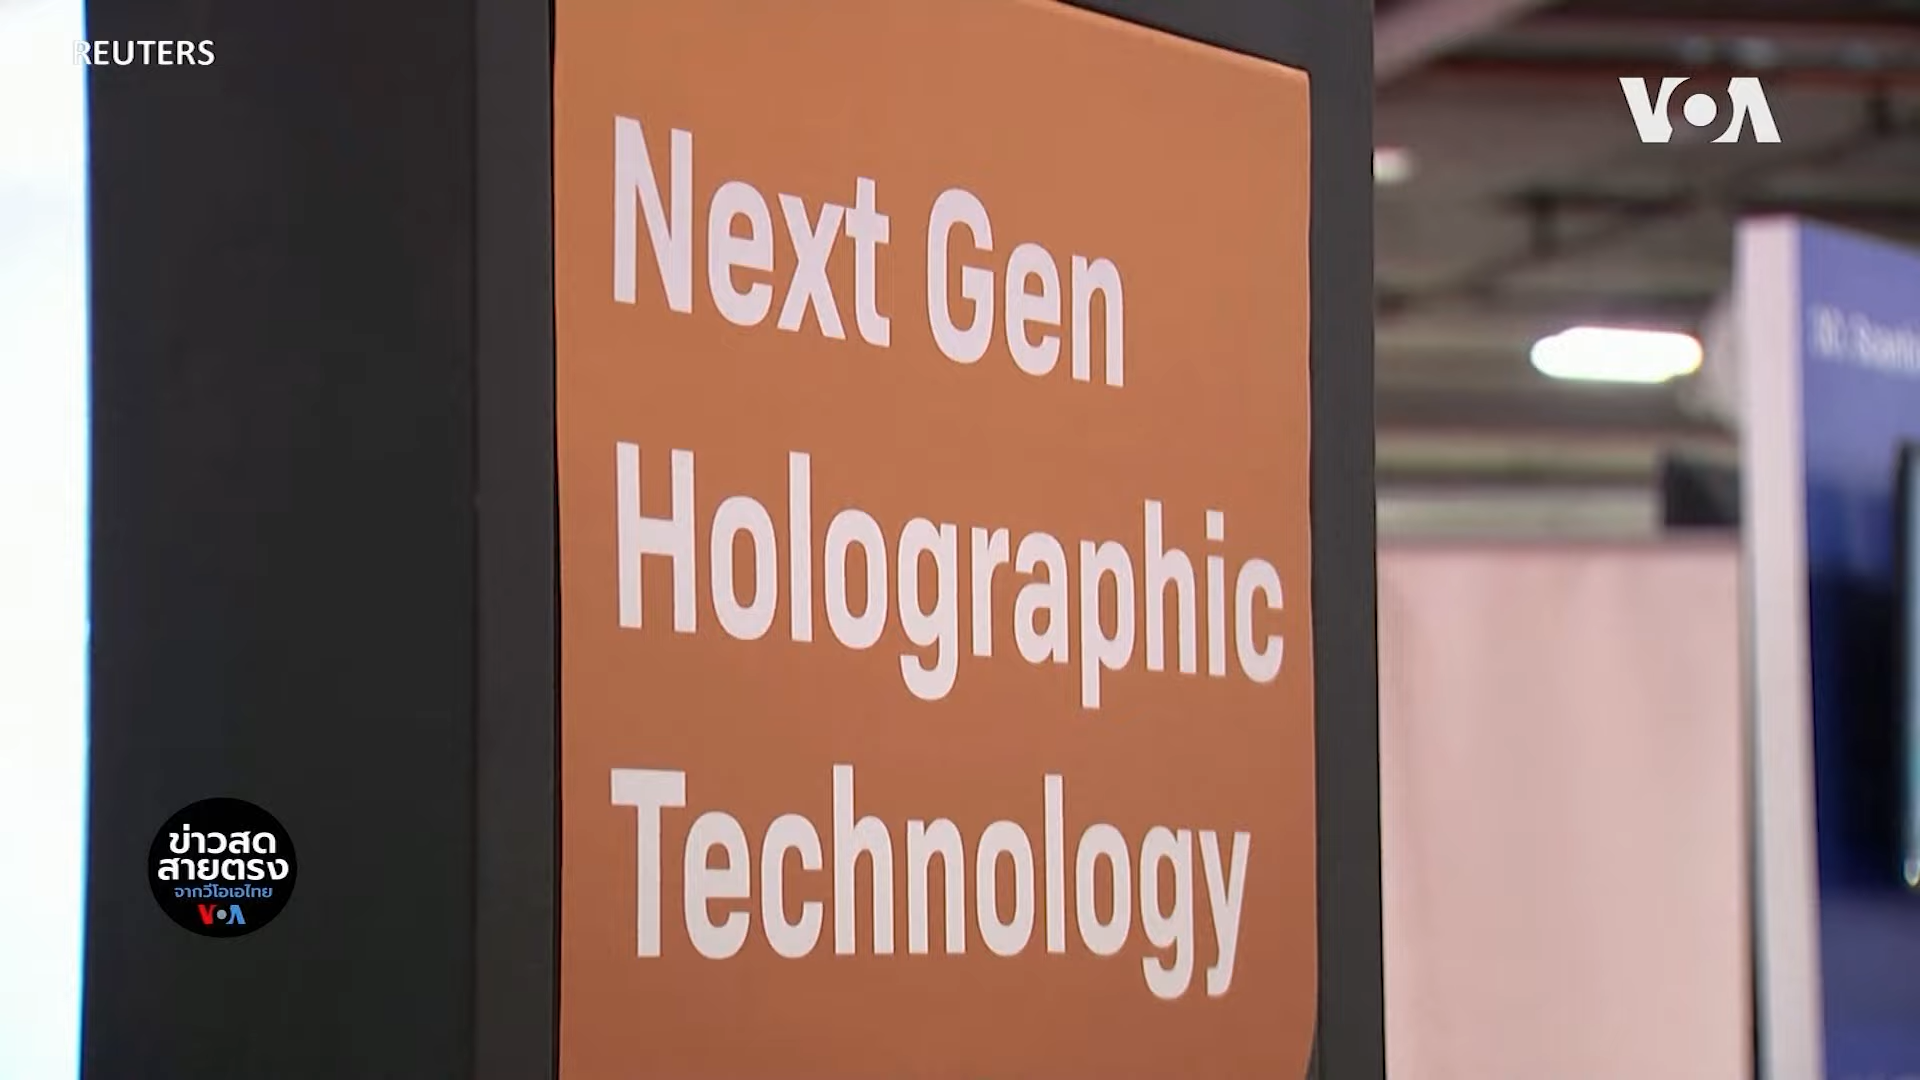 REUTERS
VOA
Next Gen
Holographic
Technology
ข่าวสด
สายตรง
จากวีโอเอไทย
VOA